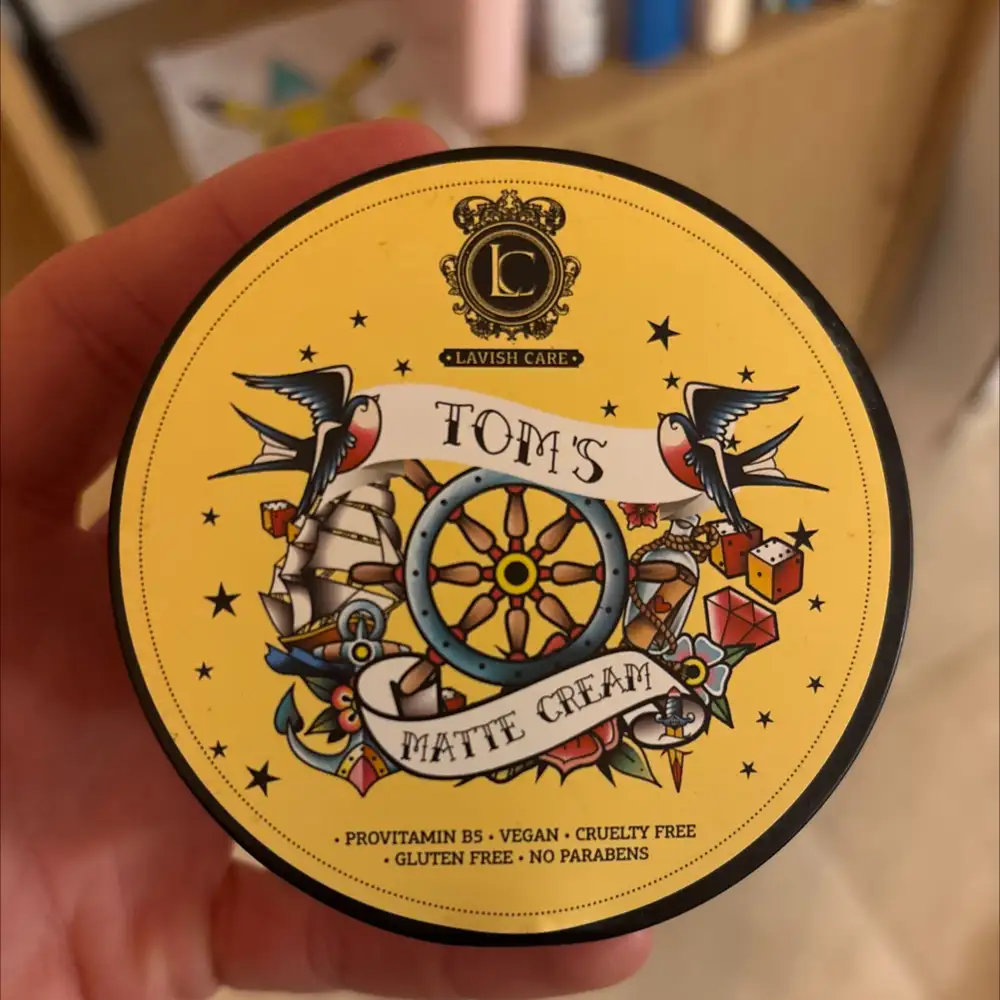 LC
• LAVISH CARE •
TOM'S
MATTE CREAM
• PROVITAMIN B5 • VEGAN • CRUELTY FREE
• GLUTEN FREE • NO PARABENS